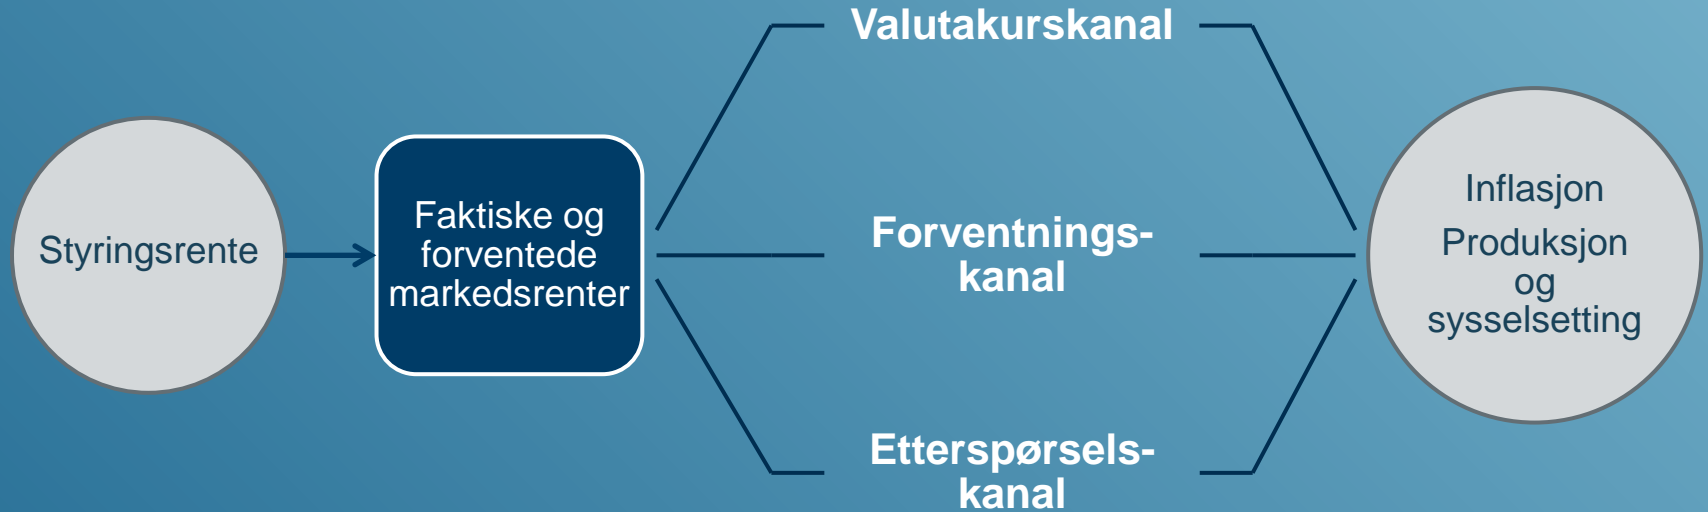 Styringsrente
Faktiske og
forventede
markedsrenter
Valutakurskanal
Forventnings-
kanal
Etterspørsels-
kanal
Inflasjon
Produksjon
og
sysselsetting